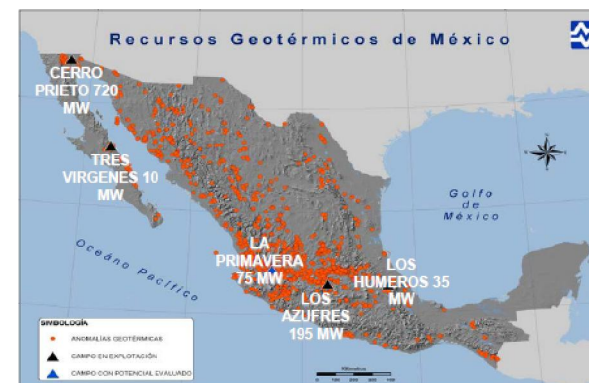 Recursos Geotérmicos de México
CERRO
PRIETO 720
MW
TRES
VIRGENES 10
MW
Golfo
de
México
Océano Pacífico
LA
PRIMAVERA
75 MW
LOS
HUMEROS 35
MW
LOS
AZUFRES
195 MW
SIMBOLOGÍA
ANOMALÍAS GEOTÉRMICAS
CAMPO EN EXPLOTACIÓN
CAMPO CON POTENCIAL EVALUADO